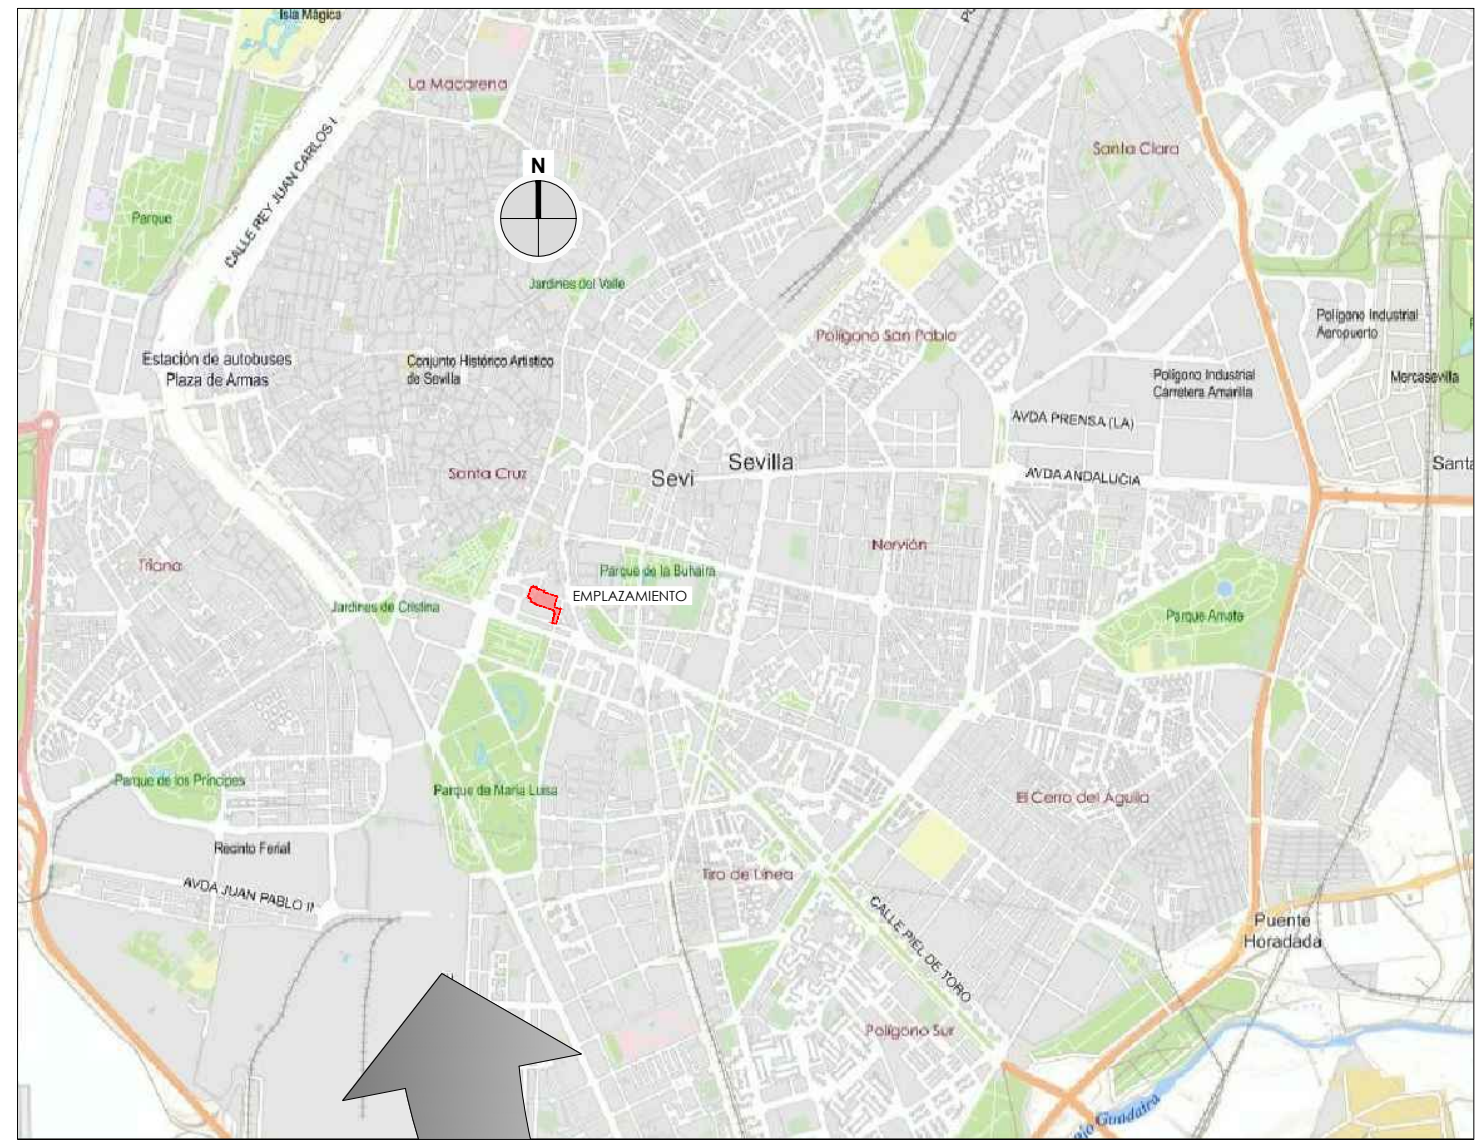 Isla Mágica
La Macarena
CALLE REY JUAN CARLOS I
N
Santa Clara
Parque
Jardines del Valle
Polígono San Pablo
Polígono Industrial
Aeropuerto
Estación de autobuses
Plaza de Armas
Conjunto Histórico Artístico
de Sevilla
Polígono Industrial
Carretera Amarilla
Mercasevilla
AVDA PRENSA (LA)
Sevilla
Sevi
Santa Cruz
AVDA ANDALUCIA
Santa
Nervión
Triana
Parque de la Buhaira
EMPLAZAMIENTO
Jardines de Cristina
Parque Amate
Parque de los Príncipes
Parque de María Luisa
El Cerro del Aguila
Recinto Ferial
AVDA JUAN PABLO II
Tiro de Línea
CALLE PIEL DE TORO
Puente
Horadada
Polígono Sur
Guadaira